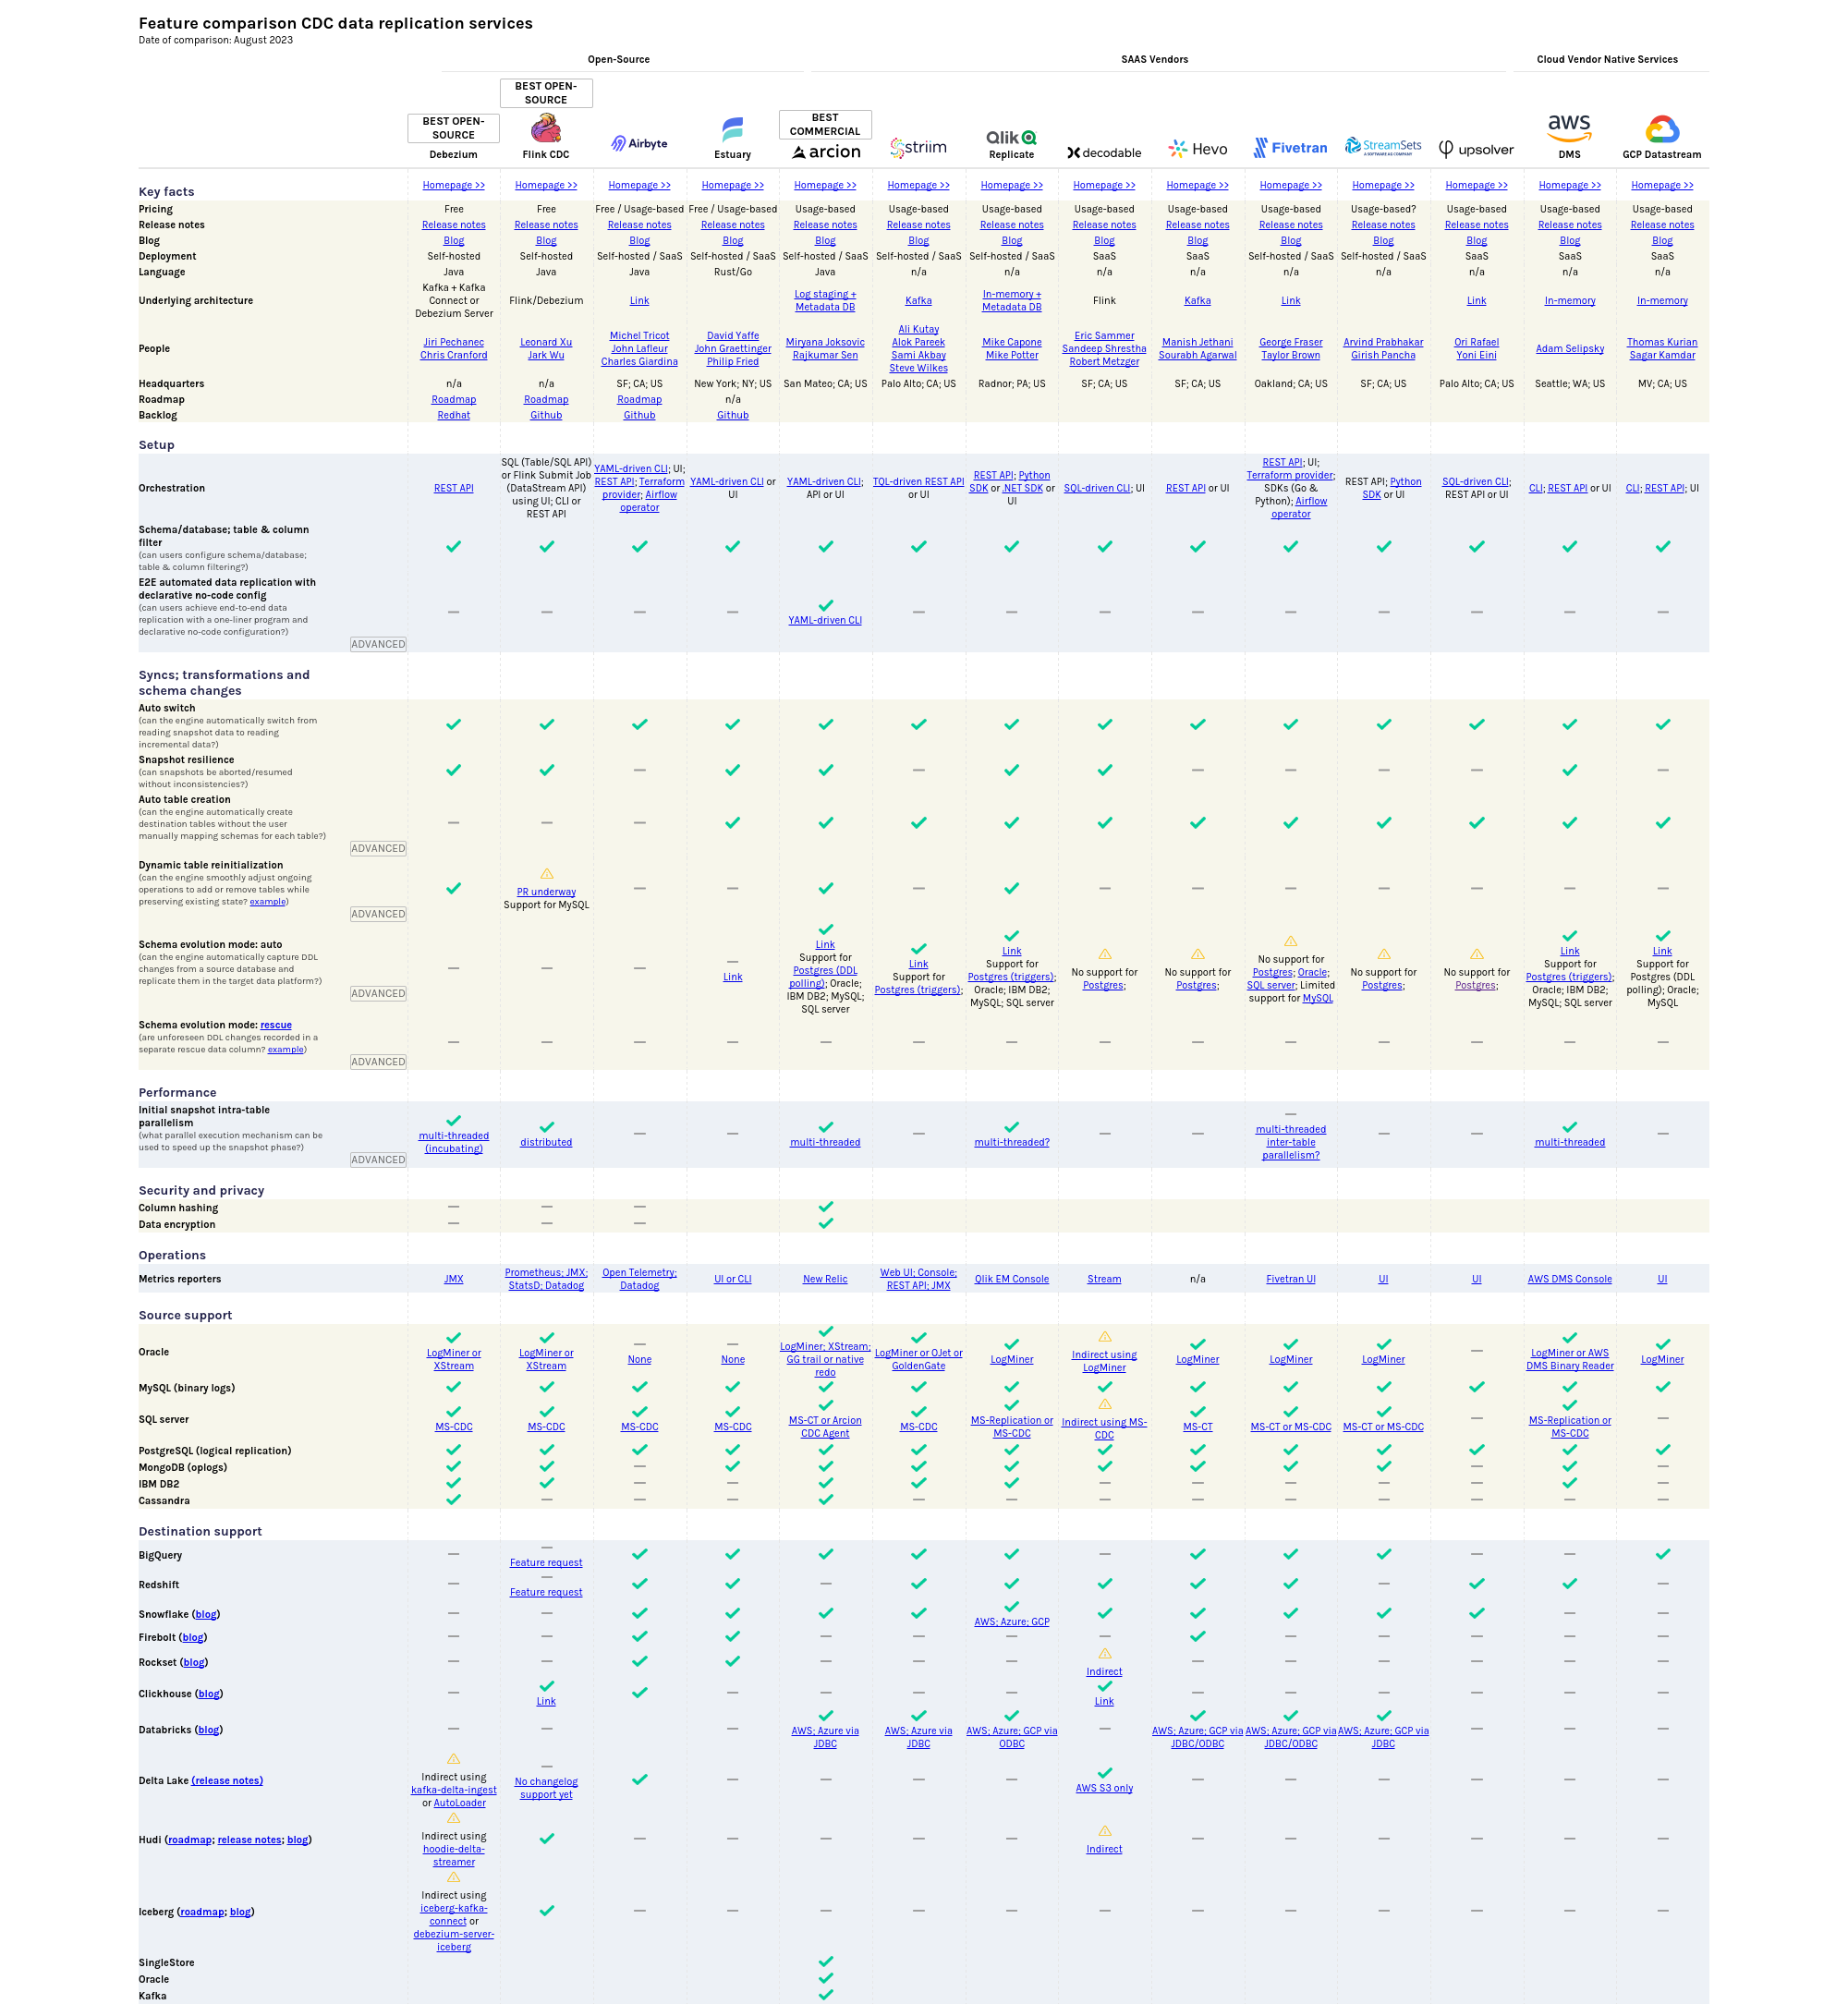 Feature comparison CDC data replication services
Date of comparison: August 2023
Open-Source SAAS Vendors Cloud Vendor Native Services
BEST OPEN-
SOURCE
Debezium
BEST OPEN-
SOURCE
Flink CDC
Airbyte
Estuary
BEST
COMMERCIAL
arcion
striim
Qlik
Replicate
decodable
Hevo
Fivetran
StreamSets
upsolver
aws
DMS
GCP Datastream
Key facts Homepage >> Homepage >> Homepage >> Homepage >> Homepage >> Homepage >> Homepage >> Homepage >> Homepage >> Homepage >> Homepage >> Homepage >> Homepage >> Homepage >>
Pricing Free Free Free / Usage-based Free / Usage-based Usage-based Usage-based Usage-based Usage-based Usage-based Usage-based Usage-based? Usage-based Usage-based Usage-based
Release notes Release notes Release notes Release notes Release notes Release notes Release notes Release notes Release notes Release notes Release notes Release notes Release notes Release notes Release notes
Blog Blog Blog Blog Blog Blog Blog Blog Blog Blog Blog Blog Blog Blog Blog
Deployment Self-hosted Self-hosted Self-hosted / SaaS Self-hosted / SaaS Self-hosted / SaaS Self-hosted / SaaS Self-hosted / SaaS SaaS SaaS Self-hosted / SaaS Self-hosted / SaaS SaaS SaaS SaaS
Language Java Java Java Rust/Go Java n/a n/a n/a n/a n/a n/a n/a n/a n/a
Underlying architecture
Kafka + Kafka
Connect or
Debezium Server
Flink/Debezium
Link
Log staging +
Metadata DB
Kafka
In-memory +
Metadata DB
Flink
Kafka
Link
Link
In-memory
In-memory
People
Jiri Pechanec
Chris Cranford
Leonard Xu
Jark Wu
Michel Tricot
John Lafleur
Charles Giardina
David Yaffe
John Graettinger
Philip Fried
Miryana Joksovic
Rajkumar Sen
Ali Kutay
Alok Pareek
Sami Akbay
Steve Wilkes
Mike Capone
Mike Potter
Eric Sammer
Sandeep Shrestha
Robert Metzger
Manish Jethani
Sourabh Agarwal
George Fraser
Taylor Brown
Arvind Prabhakar
Girish Pancha
Ori Rafael
Yoni Eini
Adam Selipsky
Thomas Kurian
Sagar Kamdar
Headquarters n/a n/a SF; CA; US New York; NY; US San Mateo; CA; US Palo Alto; CA; US Radnor; PA; US SF; CA; US SF; CA; US Oakland; CA; US SF; CA; US Palo Alto; CA; US Seattle; WA; US MV; CA; US
Roadmap Roadmap Roadmap Roadmap n/a
Backlog Redhat Github Github Github
Setup
Orchestration
REST API
SQL (Table/SQL API)
or Flink Submit Job
(DataStream API)
using UI; CLI or
REST API
YAML-driven CLI; UI;
REST API; Terraform
provider; Airflow
operator
YAML-driven CLI or
UI
YAML-driven CLI;
API or UI
TQL-driven REST API
or UI
REST API; Python
SDK or .NET SDK or
UI
SQL-driven CLI; UI
REST API or UI
REST API; UI;
Terraform provider;
SDKs (Go &
Python); Airflow
operator
REST API; Python
SDK or UI
SQL-driven CLI;
REST API or UI
CLI; REST API or UI
CLI; REST API; UI
Schema/database; table & column
filter
(can users configure schema/database;
table & column filtering?)
E2E automated data replication with
declarative no-code config
(can users achieve end-to-end data
replication with a one-liner program and
declarative no-code configuration?)
ADVANCED
YAML-driven CLI
Syncs; transformations and
schema changes
Auto switch
(can the engine automatically switch from
reading snapshot data to reading
incremental data?)
Snapshot resilience
(can snapshots be aborted/resumed
without inconsistencies?)
Auto table creation
(can the engine automatically create
destination tables without the user
manually mapping schemas for each table?)
ADVANCED
Dynamic table reinitialization
(can the engine smoothly adjust ongoing
operations to add or remove tables while
preserving existing state? example)
ADVANCED
PR underway
Support for MySQL
Schema evolution mode: auto
(can the engine automatically capture DDL
changes from a source database and
replicate them in the target data platform?)
ADVANCED
Link
Link
Support for
Postgres (DDL
polling); Oracle;
IBM DB2; MySQL;
SQL server
Link
Support for
Postgres (triggers);
Link
Support for
Postgres (triggers);
Oracle; IBM DB2;
MySQL; SQL server
No support for
Postgres;
No support for
Postgres;
No support for
Postgres; Oracle;
SQL server; Limited
support for MySQL
No support for
Postgres;
No support for
Postgres;
Link
Support for
Postgres (triggers);
Oracle; IBM DB2;
MySQL; SQL server
Link
Support for
Postgres (DDL
polling); Oracle;
MySQL
Schema evolution mode: rescue
(are unforeseen DDL changes recorded in a
separate rescue data column? example)
ADVANCED
Performance
Initial snapshot intra-table
parallelism
(what parallel execution mechanism can be
used to speed up the snapshot phase?)
ADVANCED
multi-threaded
(incubating)
distributed
multi-threaded
multi-threaded?
multi-threaded
inter-table
parallelism?
multi-threaded
Security and privacy
Column hashing
Data encryption
Operations
Metrics reporters
JMX
Prometheus; JMX;
StatsD; Datadog
Open Telemetry;
Datadog
UI or CLI
New Relic
Web UI; Console;
REST API; JMX
Qlik EM Console
Stream
n/a
Fivetran UI
UI
UI
AWS DMS Console
UI
Source support
Oracle
LogMiner or
XStream
LogMiner or
XStream
None
None
LogMiner; XStream;
GG trail or native
redo
LogMiner or OJet or
GoldenGate
LogMiner
Indirect using
LogMiner
LogMiner
LogMiner
LogMiner
LogMiner or AWS
DMS Binary Reader
LogMiner
MySQL (binary logs)
SQL server
MS-CDC
MS-CDC
MS-CDC
MS-CDC
MS-CT or Arcion
CDC Agent
MS-CDC
MS-Replication or
MS-CDC
Indirect using MS-
CDC
MS-CT
MS-CT or MS-CDC
MS-CT or MS-CDC
MS-Replication or
MS-CDC
PostgreSQL (logical replication)
MongoDB (oplogs)
IBM DB2
Cassandra
Destination support
BigQuery
Feature request
Redshift
Feature request
Snowflake (blog)
AWS; Azure; GCP
Firebolt (blog)
Rockset (blog)
Indirect
Clickhouse (blog)
Link
Link
Databricks (blog)
AWS; Azure via
JDBC
AWS; Azure via
JDBC
AWS; Azure; GCP via
ODBC
AWS; Azure; GCP via
JDBC/ODBC
AWS; Azure; GCP via
JDBC/ODBC
AWS; Azure; GCP via
JDBC
Delta Lake (release notes)
Indirect using
kafka-delta-ingest
or AutoLoader
No changelog
support yet
AWS S3 only
Hudi (roadmap; release notes; blog)
Indirect using
hoodie-delta-
streamer
Indirect
Iceberg (roadmap; blog)
Indirect using
iceberg-kafka-
connect or
debezium-server-
iceberg
SingleStore
Oracle
Kafka